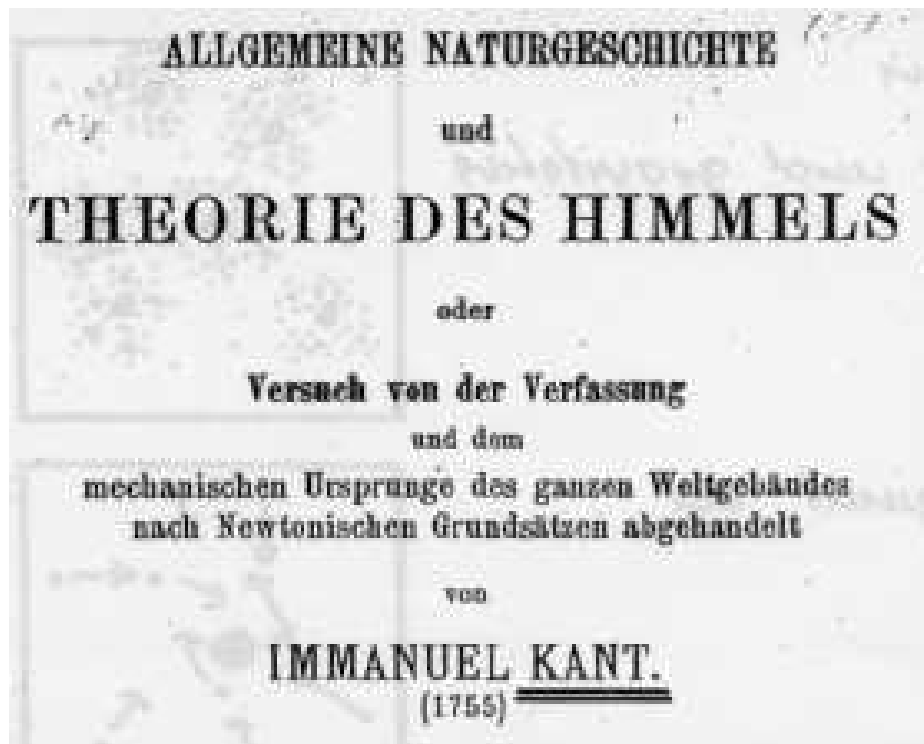 ALLGEMEINE NATURGESCHICHTE
und
THEORIE DES HIMMELS
oder
Versuch von der Verfassung
und dem
mechanischen Ursprunge des ganzen Weltgebäudes
nach Newtonischen Grundsätzen abgehandelt
von
IMMANUEL KANT.
(1755)